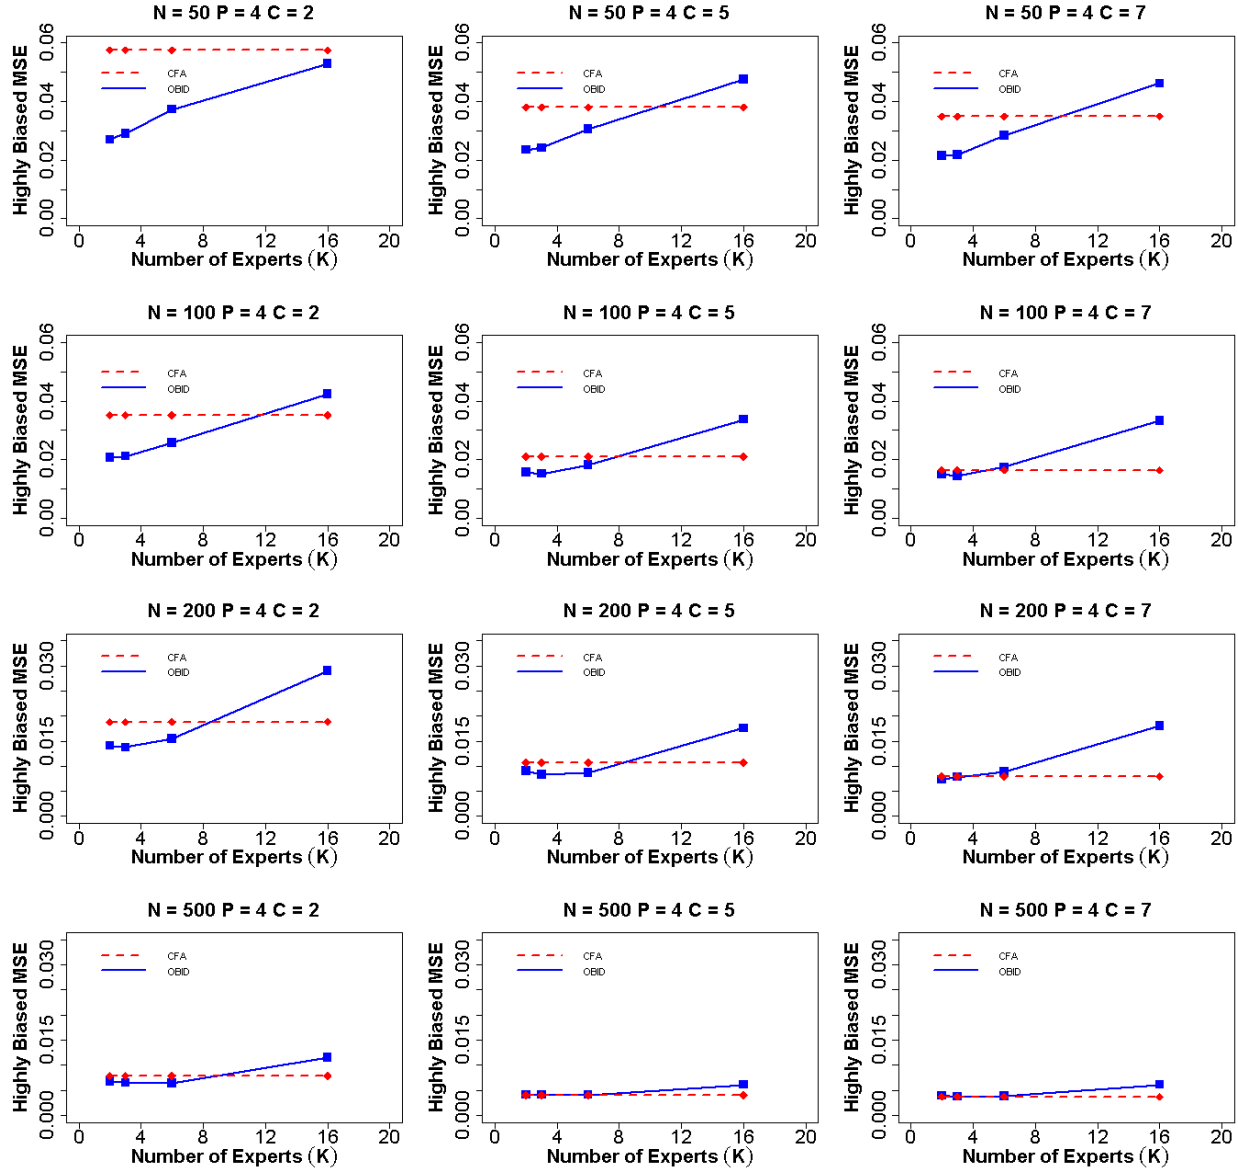 N = 50 P = 4 C = 2
Highly Biased MSE
0.00 0.02 0.04 0.06
CFA
OBID
0 4 8 12 16 20
Number of Experts (K)
N = 50 P = 4 C = 5
Highly Biased MSE
0.00 0.02 0.04 0.06
CFA
OBID
0 4 8 12 16 20
Number of Experts (K)
N = 50 P = 4 C = 7
Highly Biased MSE
0.00 0.02 0.04 0.06
CFA
OBID
0 4 8 12 16 20
Number of Experts (K)
N = 100 P = 4 C = 2
Highly Biased MSE
0.00 0.02 0.04 0.06
CFA
OBID
0 4 8 12 16 20
Number of Experts (K)
N = 100 P = 4 C = 5
Highly Biased MSE
0.00 0.02 0.04 0.06
CFA
OBID
0 4 8 12 16 20
Number of Experts (K)
N = 100 P = 4 C = 7
Highly Biased MSE
0.00 0.02 0.04 0.06
CFA
OBID
0 4 8 12 16 20
Number of Experts (K)
N = 200 P = 4 C = 2
Highly Biased MSE
0.000 0.015 0.030
CFA
OBID
0 4 8 12 16 20
Number of Experts (K)
N = 200 P = 4 C = 5
Highly Biased MSE
0.000 0.015 0.030
CFA
OBID
0 4 8 12 16 20
Number of Experts (K)
N = 200 P = 4 C = 7
Highly Biased MSE
0.000 0.015 0.030
CFA
OBID
0 4 8 12 16 20
Number of Experts (K)
N = 500 P = 4 C = 2
Highly Biased MSE
0.000 0.015 0.030
CFA
OBID
0 4 8 12 16 20
Number of Experts (K)
N = 500 P = 4 C = 5
Highly Biased MSE
0.000 0.015 0.030
CFA
OBID
0 4 8 12 16 20
Number of Experts (K)
N = 500 P = 4 C = 7
Highly Biased MSE
0.000 0.015 0.030
CFA
OBID
0 4 8 12 16 20
Number of Experts (K)